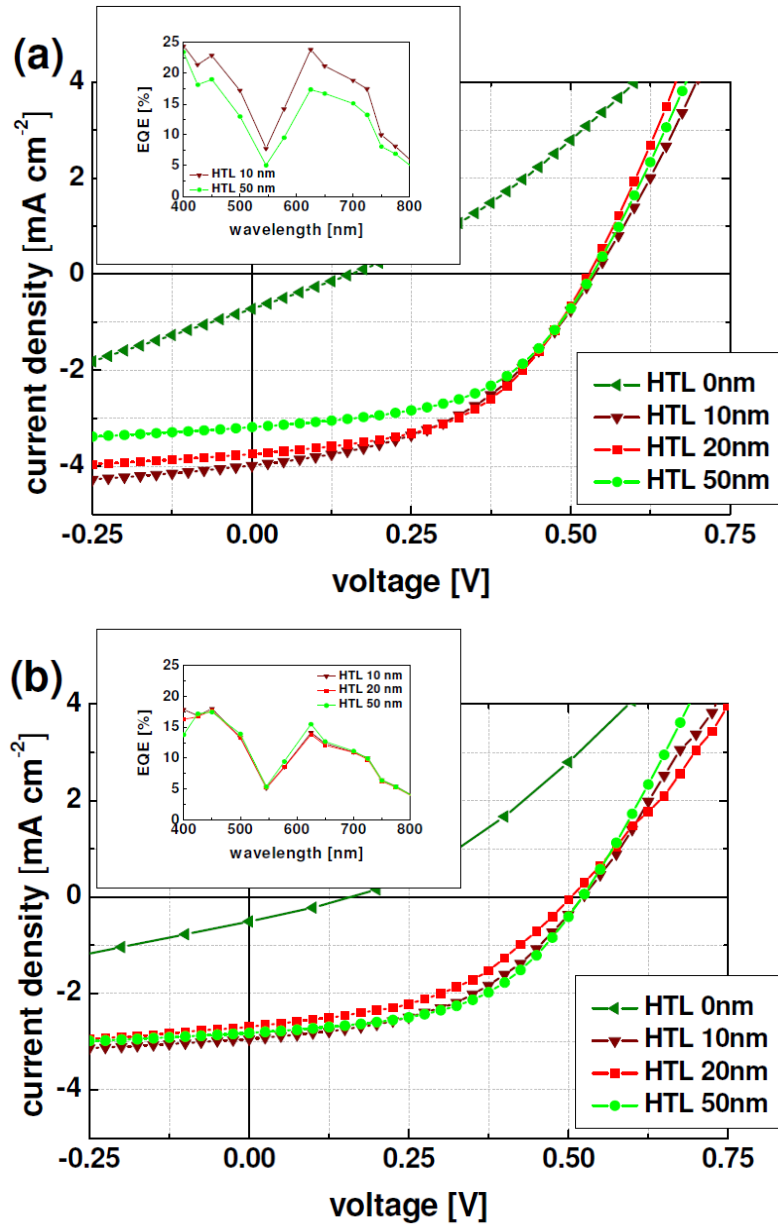 (a)
EQE [%]
25
20
15
10
5
0
HTL 10 nm
HTL 50 nm
400 500 600 700 800
wavelength [nm]
current density [mA cm-2]
4
2
0
-2
-4
HTL 0nm
HTL 10nm
HTL 20nm
HTL 50nm
-0.25 0.00 0.25 0.50 0.75
voltage [V]
(b)
EQE [%]
25
20
15
10
5
0
HTL 10 nm
HTL 20 nm
HTL 50 nm
400 500 600 700 800
wavelength [nm]
current density [mA cm-2]
4
2
0
-2
-4
HTL 0nm
HTL 10nm
HTL 20nm
HTL 50nm
-0.25 0.00 0.25 0.50 0.75
voltage [V]